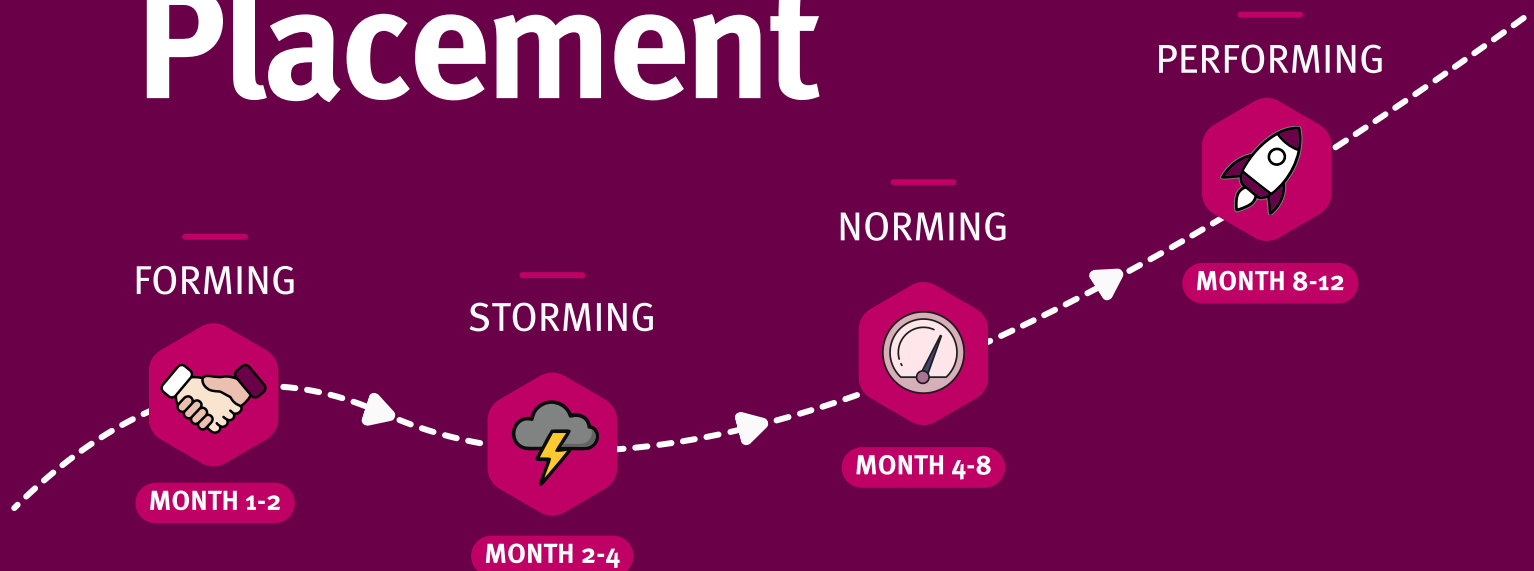 Placement
FORMING
MONTH 1-2
STORMING
MONTH 2-4
NORMING
MONTH 4-8
PERFORMING
MONTH 8-12